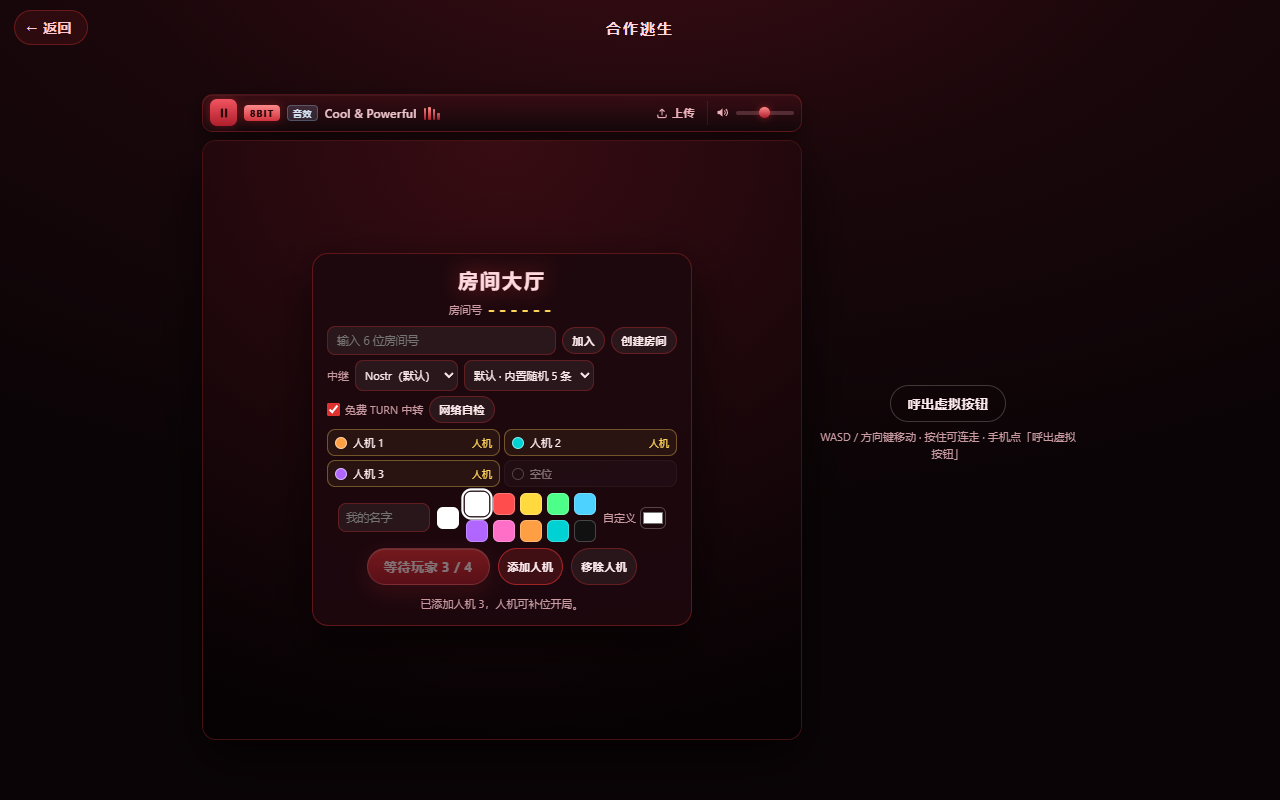 ← 返回
合作逃生
8BIT 音效 Cool & Powerful 上传
房间大厅
房间号 - - - - - -
输入 6 位房间号 加入 创建房间
中继 Nostr（默认） 默认 · 内置随机 5 条
免费 TURN 中转 网络自检
人机 1 人机 人机 2 人机
人机 3 人机 空位
我的名字 自定义
等待玩家 3 / 4 添加人机 移除人机
已添加人机 3，人机可补位开局。
呼出虚拟按钮
WASD / 方向键移动 · 按住可连走 · 手机点「呼出虚拟
按钮」